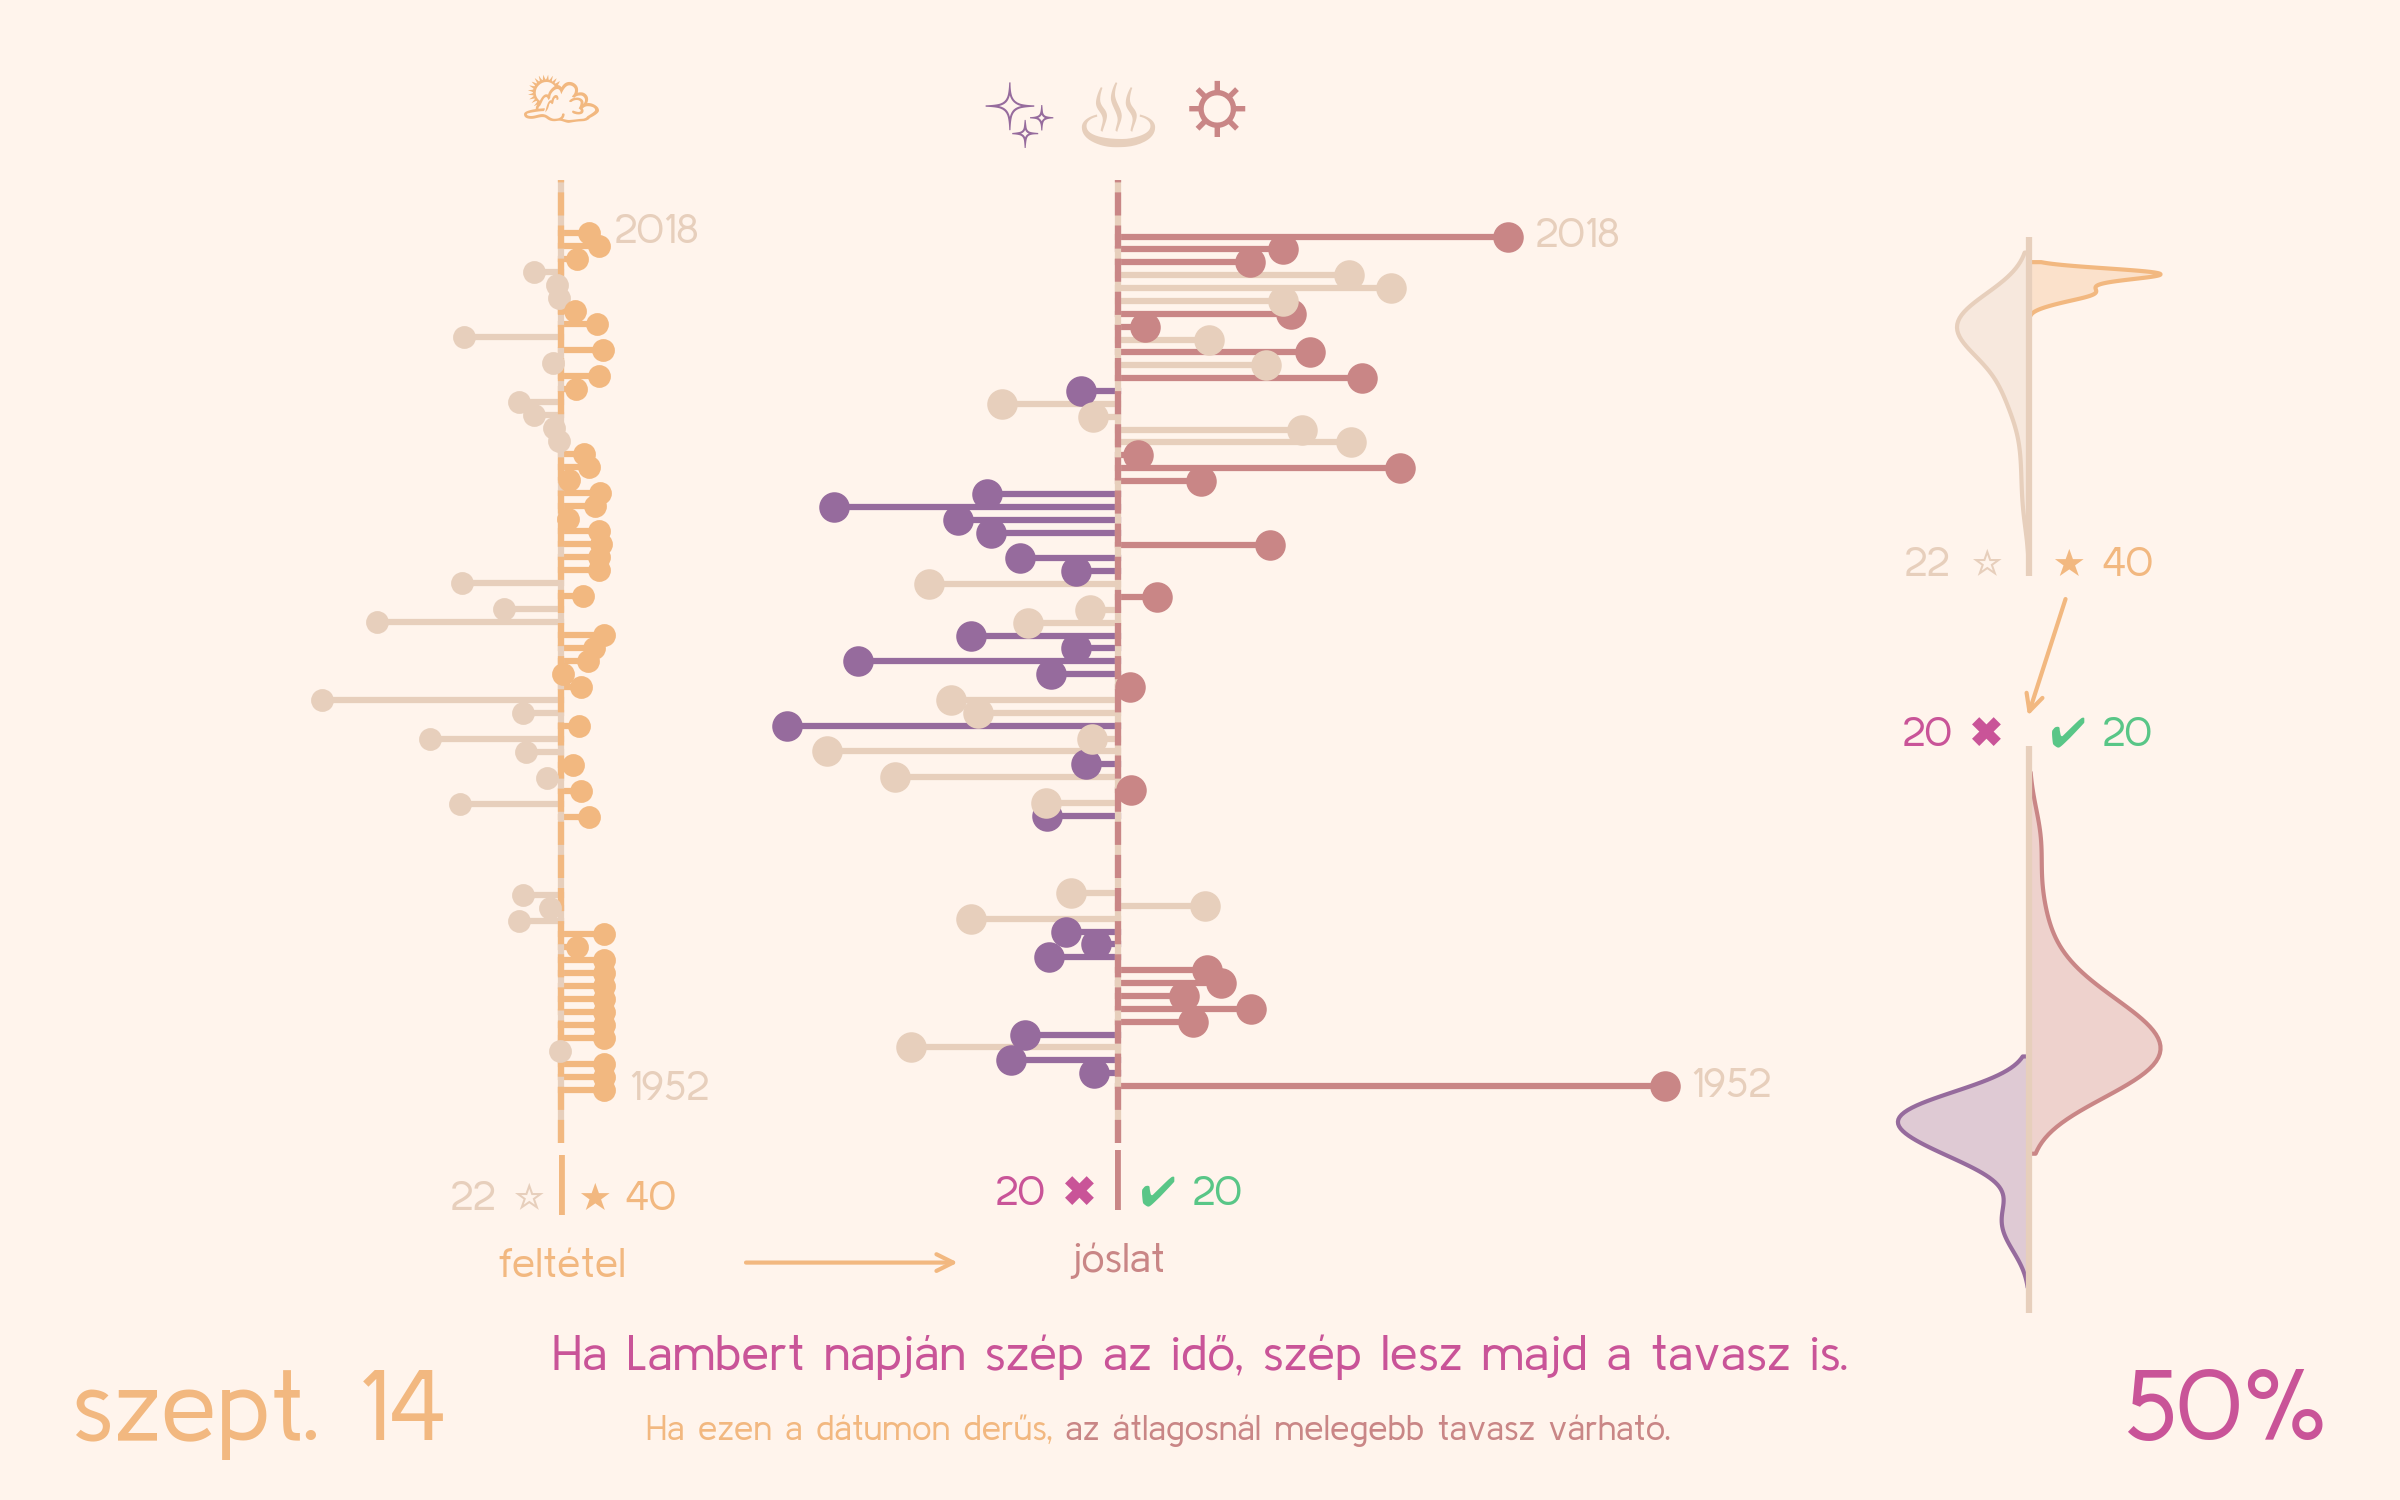 2018
2018
22 ☆ ★ 40
20 ✖ ✔ 20
1952
1952
22 ☆ ★ 40
20 ✖ ✔ 20
feltétel
jóslat
Ha Lambert napján szép az idő, szép lesz majd a tavasz is.
szept. 14
50%
Ha ezen a dátumon derűs, az átlagosnál melegebb tavasz várható.